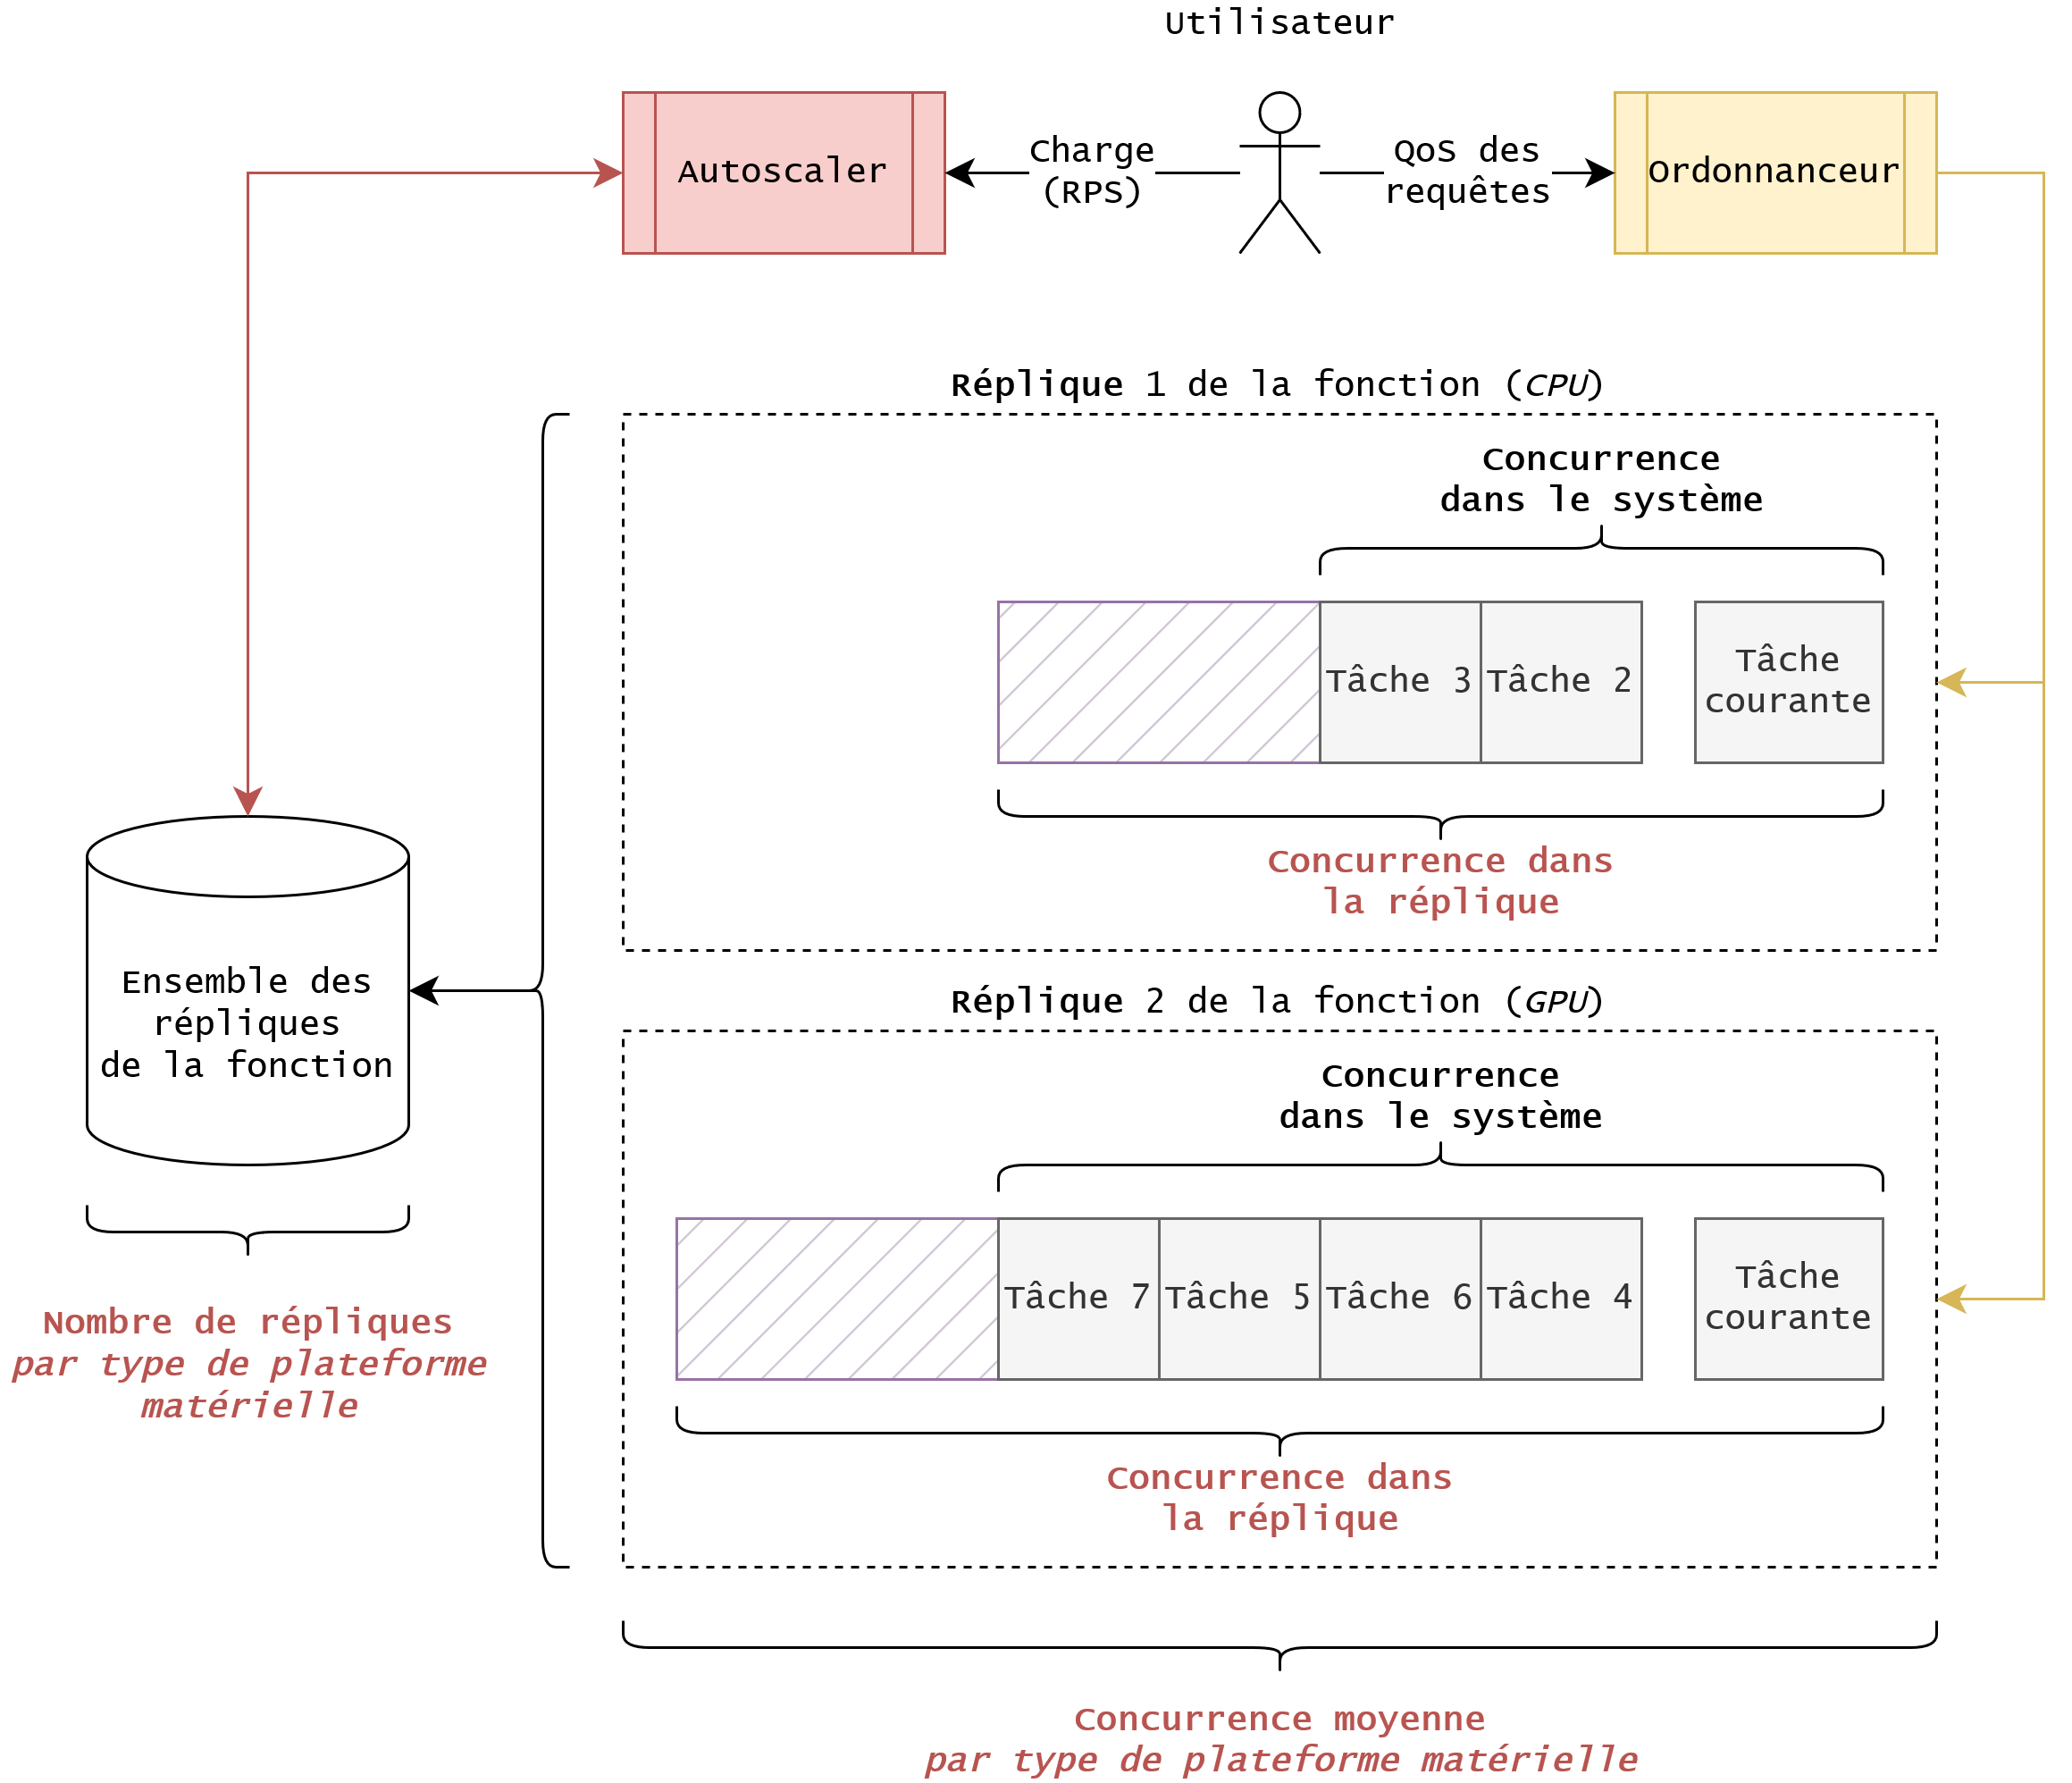 Utilisateur
Autoscaler
Charge
(RPS)
QoS des
requêtes
Ordonnanceur
Réplique 1 de la fonction (CPU)
Concurrence
dans le système
Tâche 3
Tâche 2
Tâche
courante
Concurrence dans
la réplique
Ensemble des
répliques
de la fonction
Nombre de répliques
par type de plateforme
matérielle
Réplique 2 de la fonction (GPU)
Concurrence
dans le système
Tâche 7
Tâche 5
Tâche 6
Tâche 4
Tâche
courante
Concurrence dans
la réplique
Concurrence moyenne
par type de plateforme matérielle